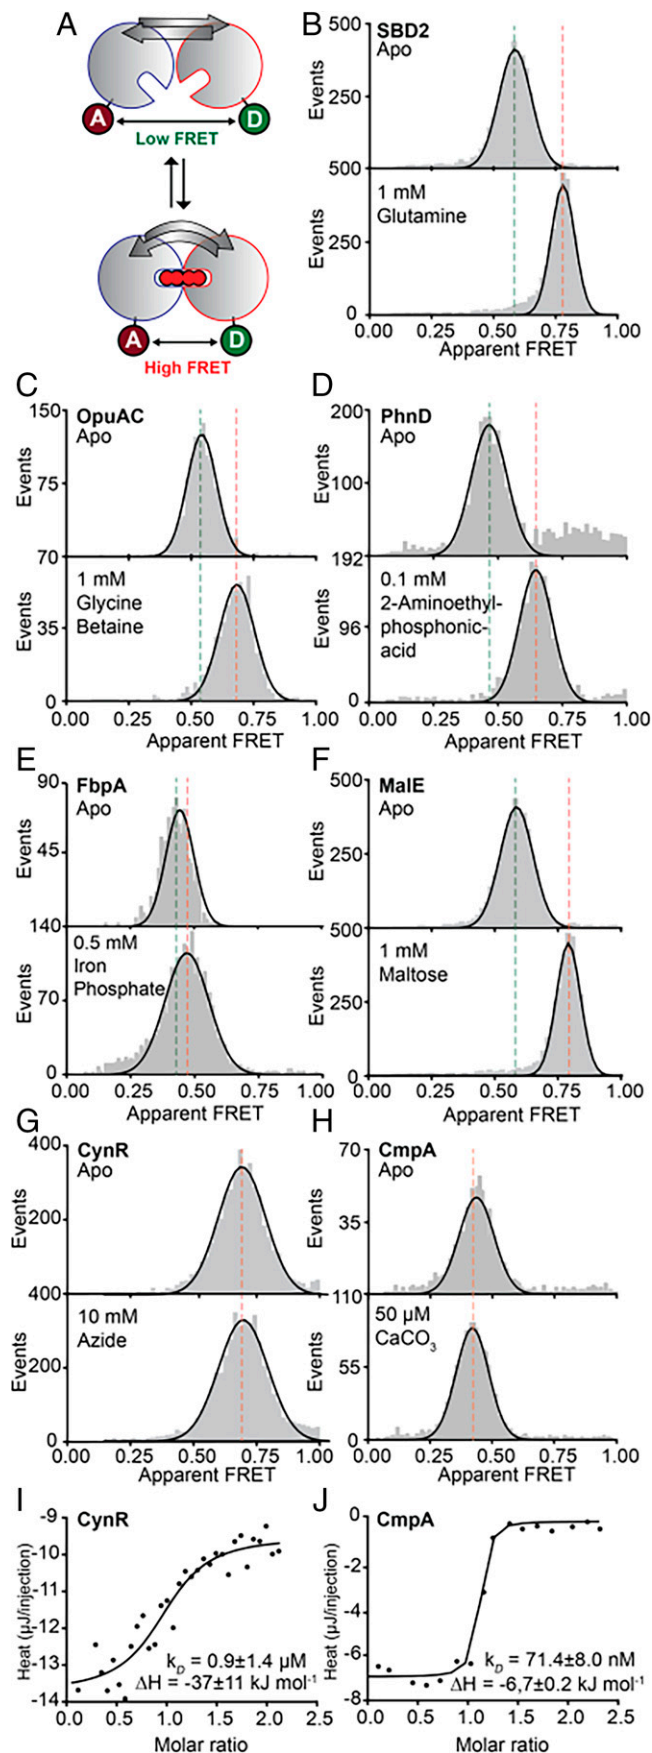 A
A
D
Low FRET
A
D
High FRET
B
SBD2
Apo
500
250
500
Events
1 mM
Glutamine
250
0
Events
0.00 0.25 0.50 0.75 1.00
Apparent FRET
C
OpuAC
Apo
150
75
70
Events
1 mM
Glycine
Betaine
35
0
Events
0.00 0.25 0.50 0.75 1.00
Apparent FRET
D
PhnD
Apo
200
100
192
Events
0.1 mM
2-Aminoethyl-
phosphonic-
acid
96
0
Events
0.00 0.25 0.50 0.75 1.00
Apparent FRET
E
FbpA
Apo
90
45
140
Events
0.5 mM
Iron
Phosphate
70
0
Events
0.00 0.25 0.50 0.75 1.00
Apparent FRET
F
MalE
Apo
500
250
500
Events
1 mM
Maltose
250
0
Events
0.00 0.25 0.50 0.75 1.00
Apparent FRET
G
CynR
Apo
400
200
400
Events
10 mM
Azide
200
0
Events
0.00 0.25 0.50 0.75 1.00
Apparent FRET
H
CmpA
Apo
70
35
110
Events
50 µM
CaCO₃
55
0
Events
0.00 0.25 0.50 0.75 1.00
Apparent FRET
I
CynR
-9
-10
-11
-12
-13
-14
Heat (µJ/injection)
k_D = 0.9±1.4 µM
ΔH = -37±11 kJ mol⁻¹
0.0 0.5 1.0 1.5 2.0 2.5
Molar ratio
J
CmpA
0
-2
-4
-6
-8
Heat (µJ/injection)
k_D = 71.4±8.0 nM
ΔH = -6,7±0.2 kJ mol⁻¹
0.0 0.5 1.0 1.5 2.0 2.5
Molar ratio